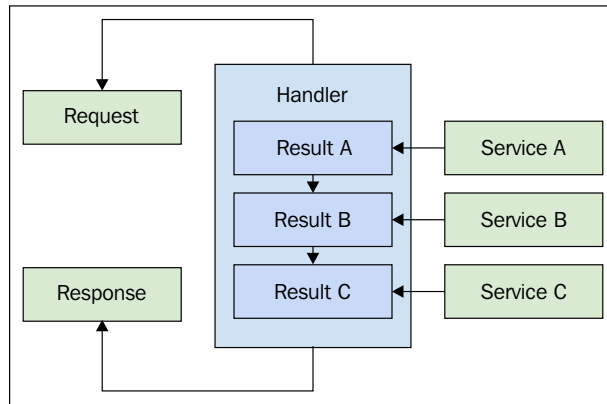 Handler
Request
Result A
Service A
Result B
Service B
Response
Result C
Service C